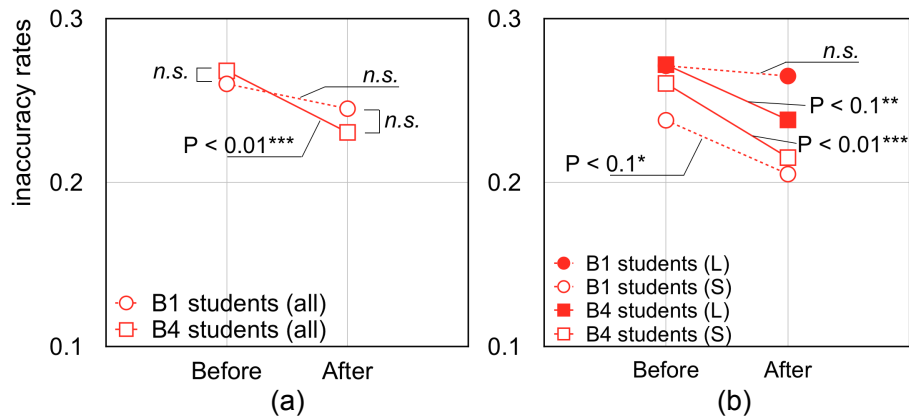 inaccuracy rates
0.3
0.2
0.1
n.s.
n.s.
n.s.
P < 0.01***
B1 students (all)
B4 students (all)
Before
After
(a)
0.3
0.2
0.1
n.s.
P < 0.1**
P < 0.01***
P < 0.1*
B1 students (L)
B1 students (S)
B4 students (L)
B4 students (S)
Before
After
(b)